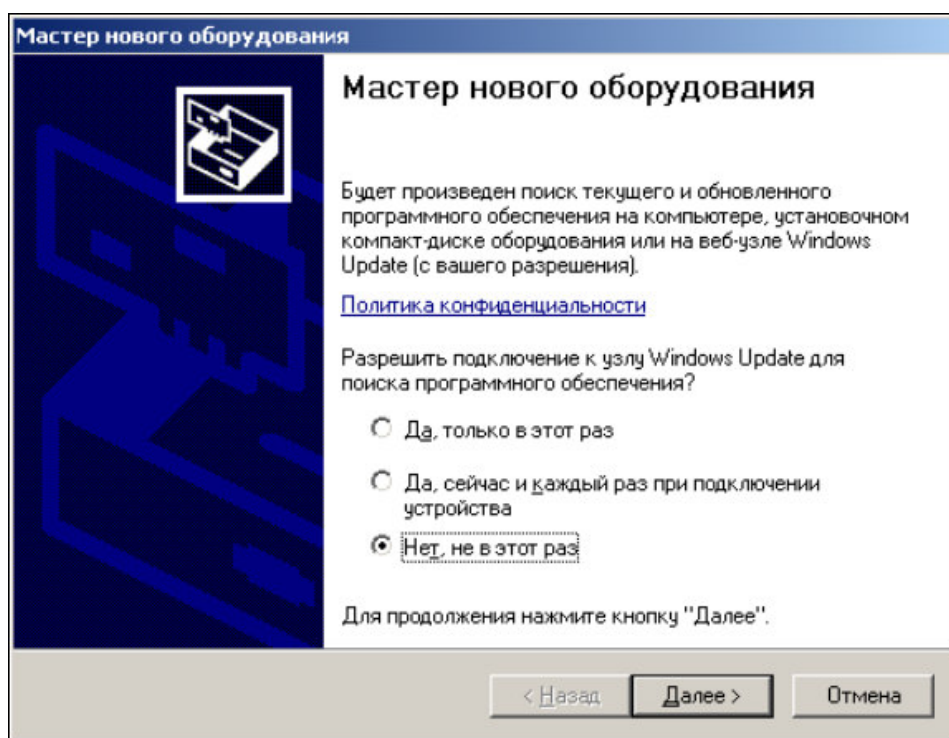 Мастер нового оборудования
Мастер нового оборудования
Будет произведен поиск текущего и обновленного
программного обеспечения на компьютере, установочном
компакт-диске оборудования или на веб-узле Windows
Update (с вашего разрешения).
Политика конфиденциальности
Разрешить подключение к узлу Windows Update для
поиска программного обеспечения?
Да, только в этот раз
Да, сейчас и каждый раз при подключении
устройства
Нет, не в этот раз
Для продолжения нажмите кнопку "Далее".
< Назад Далее > Отмена